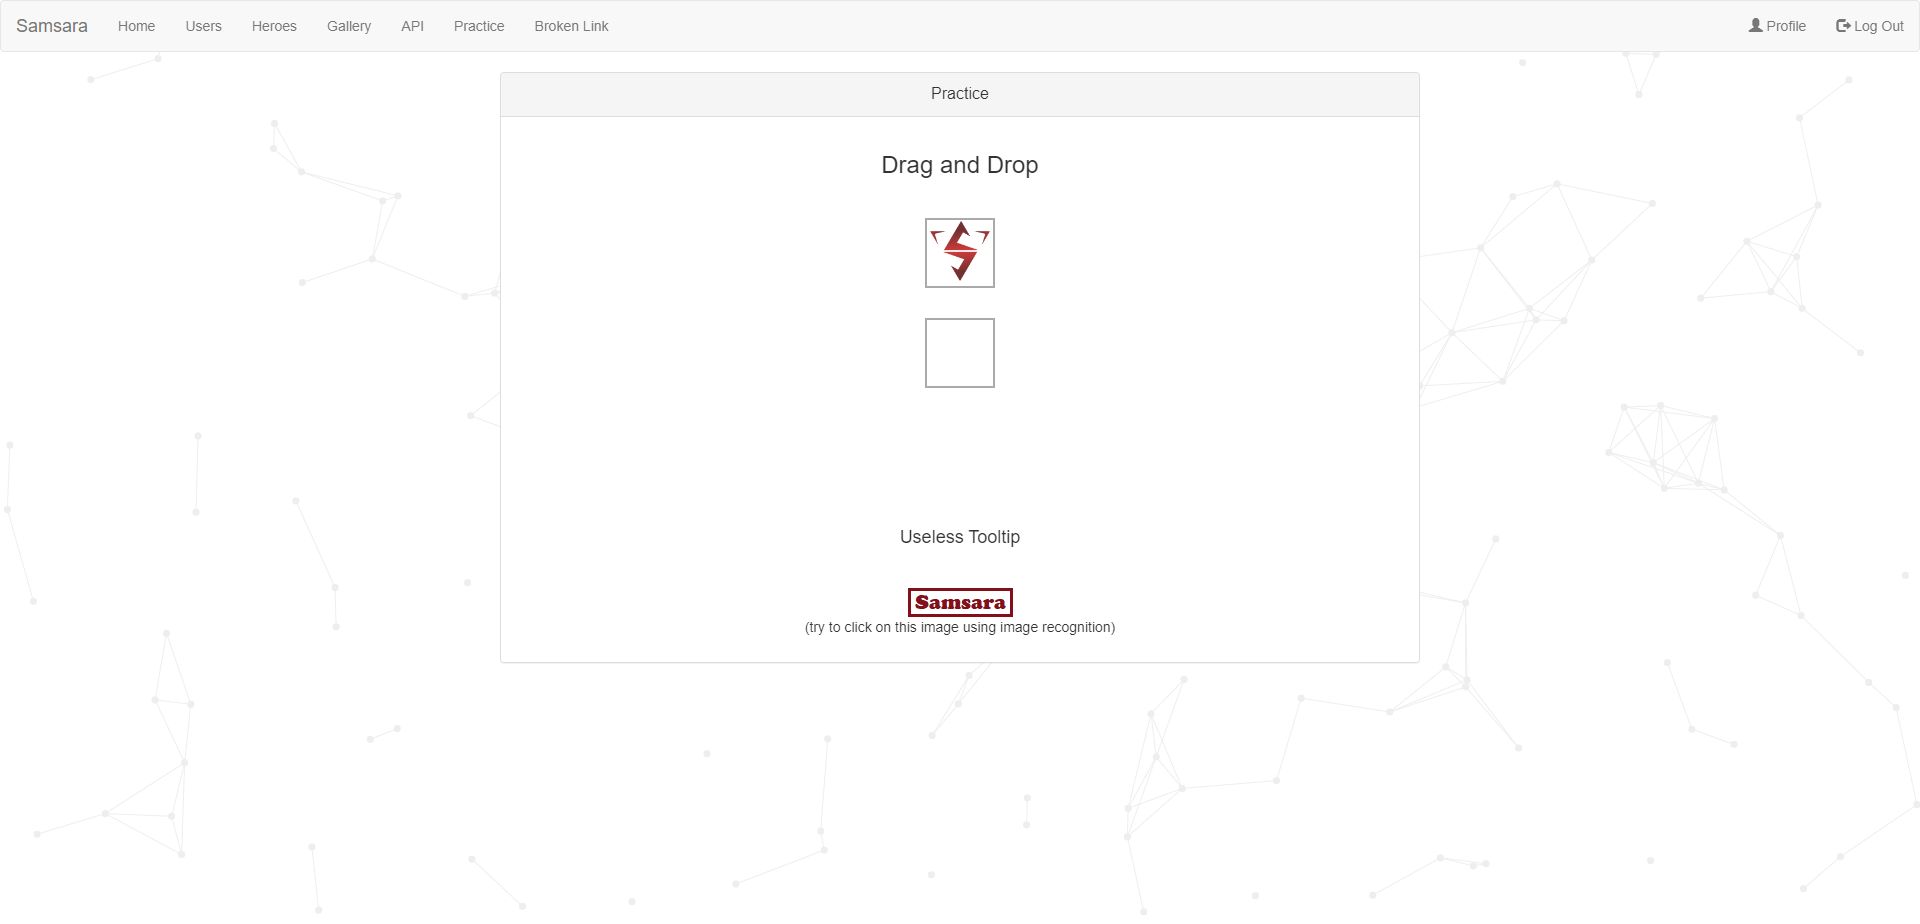 Samsara Home Users Heroes Gallery API Practice Broken Link Profile Log Out
Practice
Drag and Drop
Useless Tooltip
Samsara
(try to click on this image using image recognition)